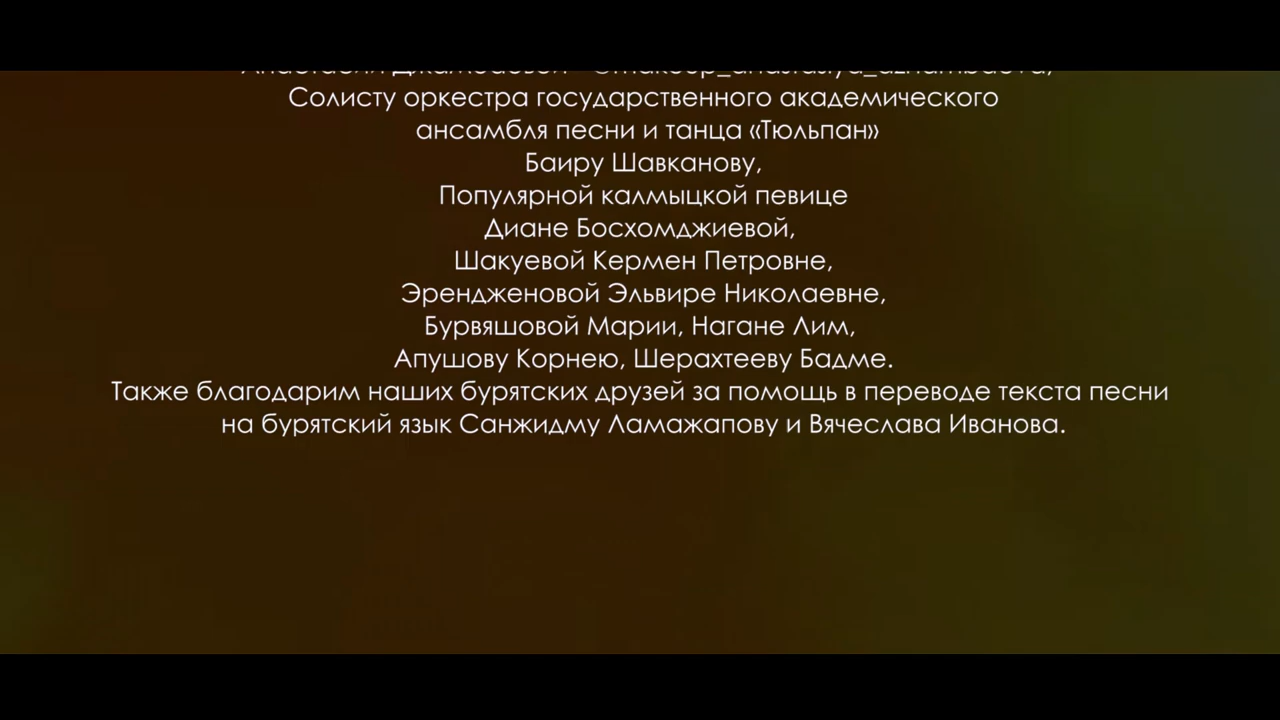 Солисту оркестра государственного академического
ансамбля песни и танца «Тюльпан»
Баиру Шавканову,
Популярной калмыцкой певице
Диане Босхомджиевой,
Шакуевой Кермен Петровне,
Эрендженовой Эльвире Николаевне,
Бурвяшовой Марии, Нагане Лим,
Апушову Корнею, Шерахтееву Бадме.
Также благодарим наших бурятских друзей за помощь в переводе текста песни
на бурятский язык Санжидму Ламажапову и Вячеслава Иванова.